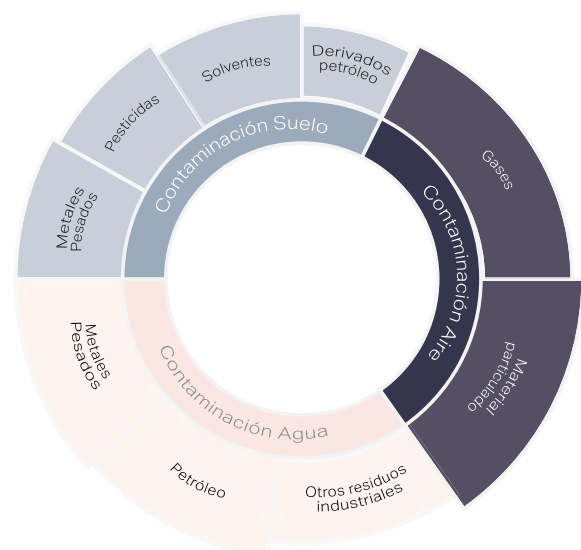 Contaminación Suelo
Metales
Pesados
Pesticidas
Solventes
Derivados
petróleo
Contaminación Aire
Gases
Material
particulado
Contaminación Agua
Metales
Pesados
Petróleo
Otros residuos
industriales